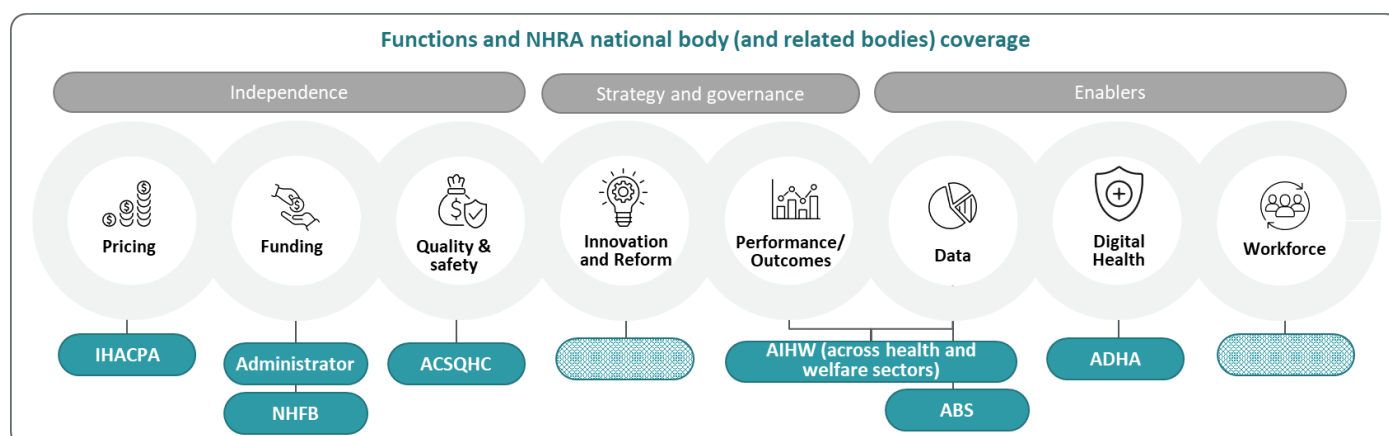 Functions and NHRA national body (and related bodies) coverage
Independence
Strategy and governance
Enablers
Pricing
Funding
Quality &
safety
Innovation
and Reform
Performance/
Outcomes
Data
Digital
Health
Workforce
IHACPA
Administrator
NHFB
ACSQHC
AIHW (across health and
welfare sectors)
ABS
ADHA